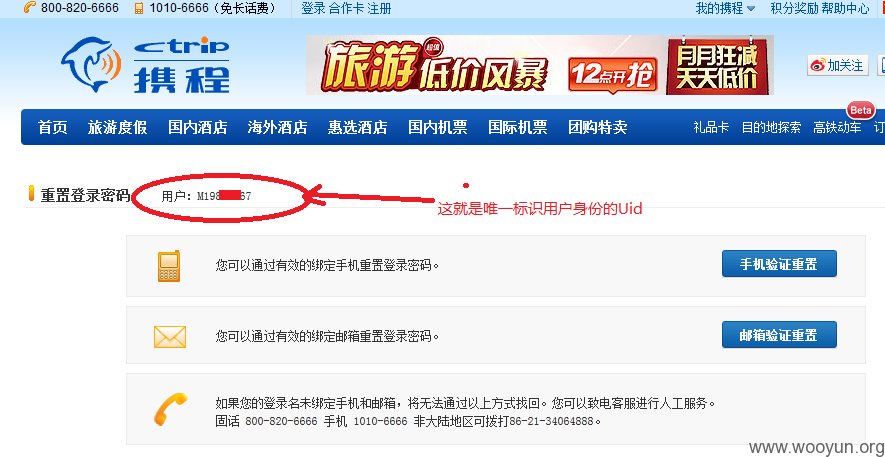 800-820-6666 1010-6666（免长话费） 登录 合作卡 注册 我的携程 积分奖励 帮助中心
Ctrip
携程
旅游 超值 低价风暴 12点开抢 月月狂减
天天低价
加关注
首页 旅游度假 国内酒店 海外酒店 惠选酒店 国内机票 国际机票 团购特卖 礼品卡 目的地探索 高铁动车 Beta 订
重置登录密码 用户：M198 67
这就是唯一标识用户身份的Uid
您可以通过有效的绑定手机重置登录密码。 手机验证重置
您可以通过有效的绑定邮箱重置登录密码。 邮箱验证重置
如果您的登录名未绑定手机和邮箱，将无法通过以上方式找回。您可以致电客服进行人工服务。
固话 800-820-6666 手机 1010-6666 非大陆地区可拨打86-21-34064888。
www.wooyun.org